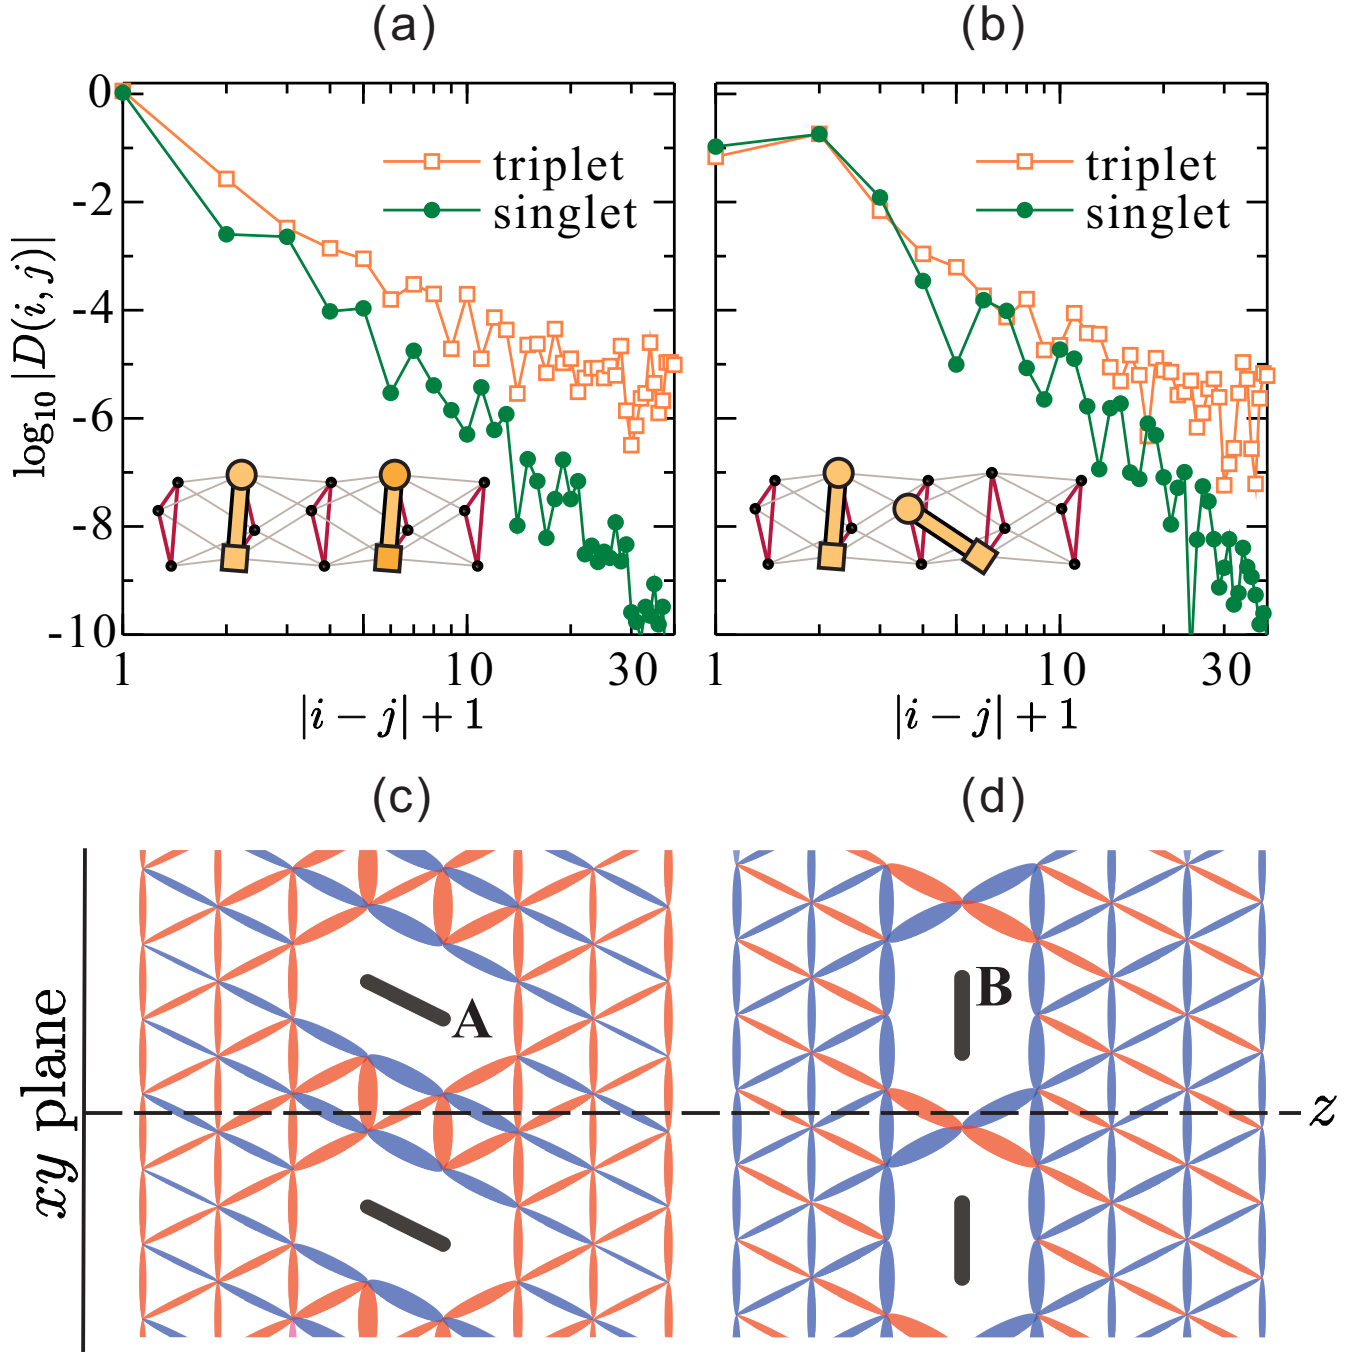 (a)
(b)
log₁₀|D(i, j)|
0
-2
-4
-6
-8
-10
triplet
singlet
triplet
singlet
1
10
30
1
10
30
|i − j| + 1
|i − j| + 1
(c)
(d)
xy plane
A
B
z